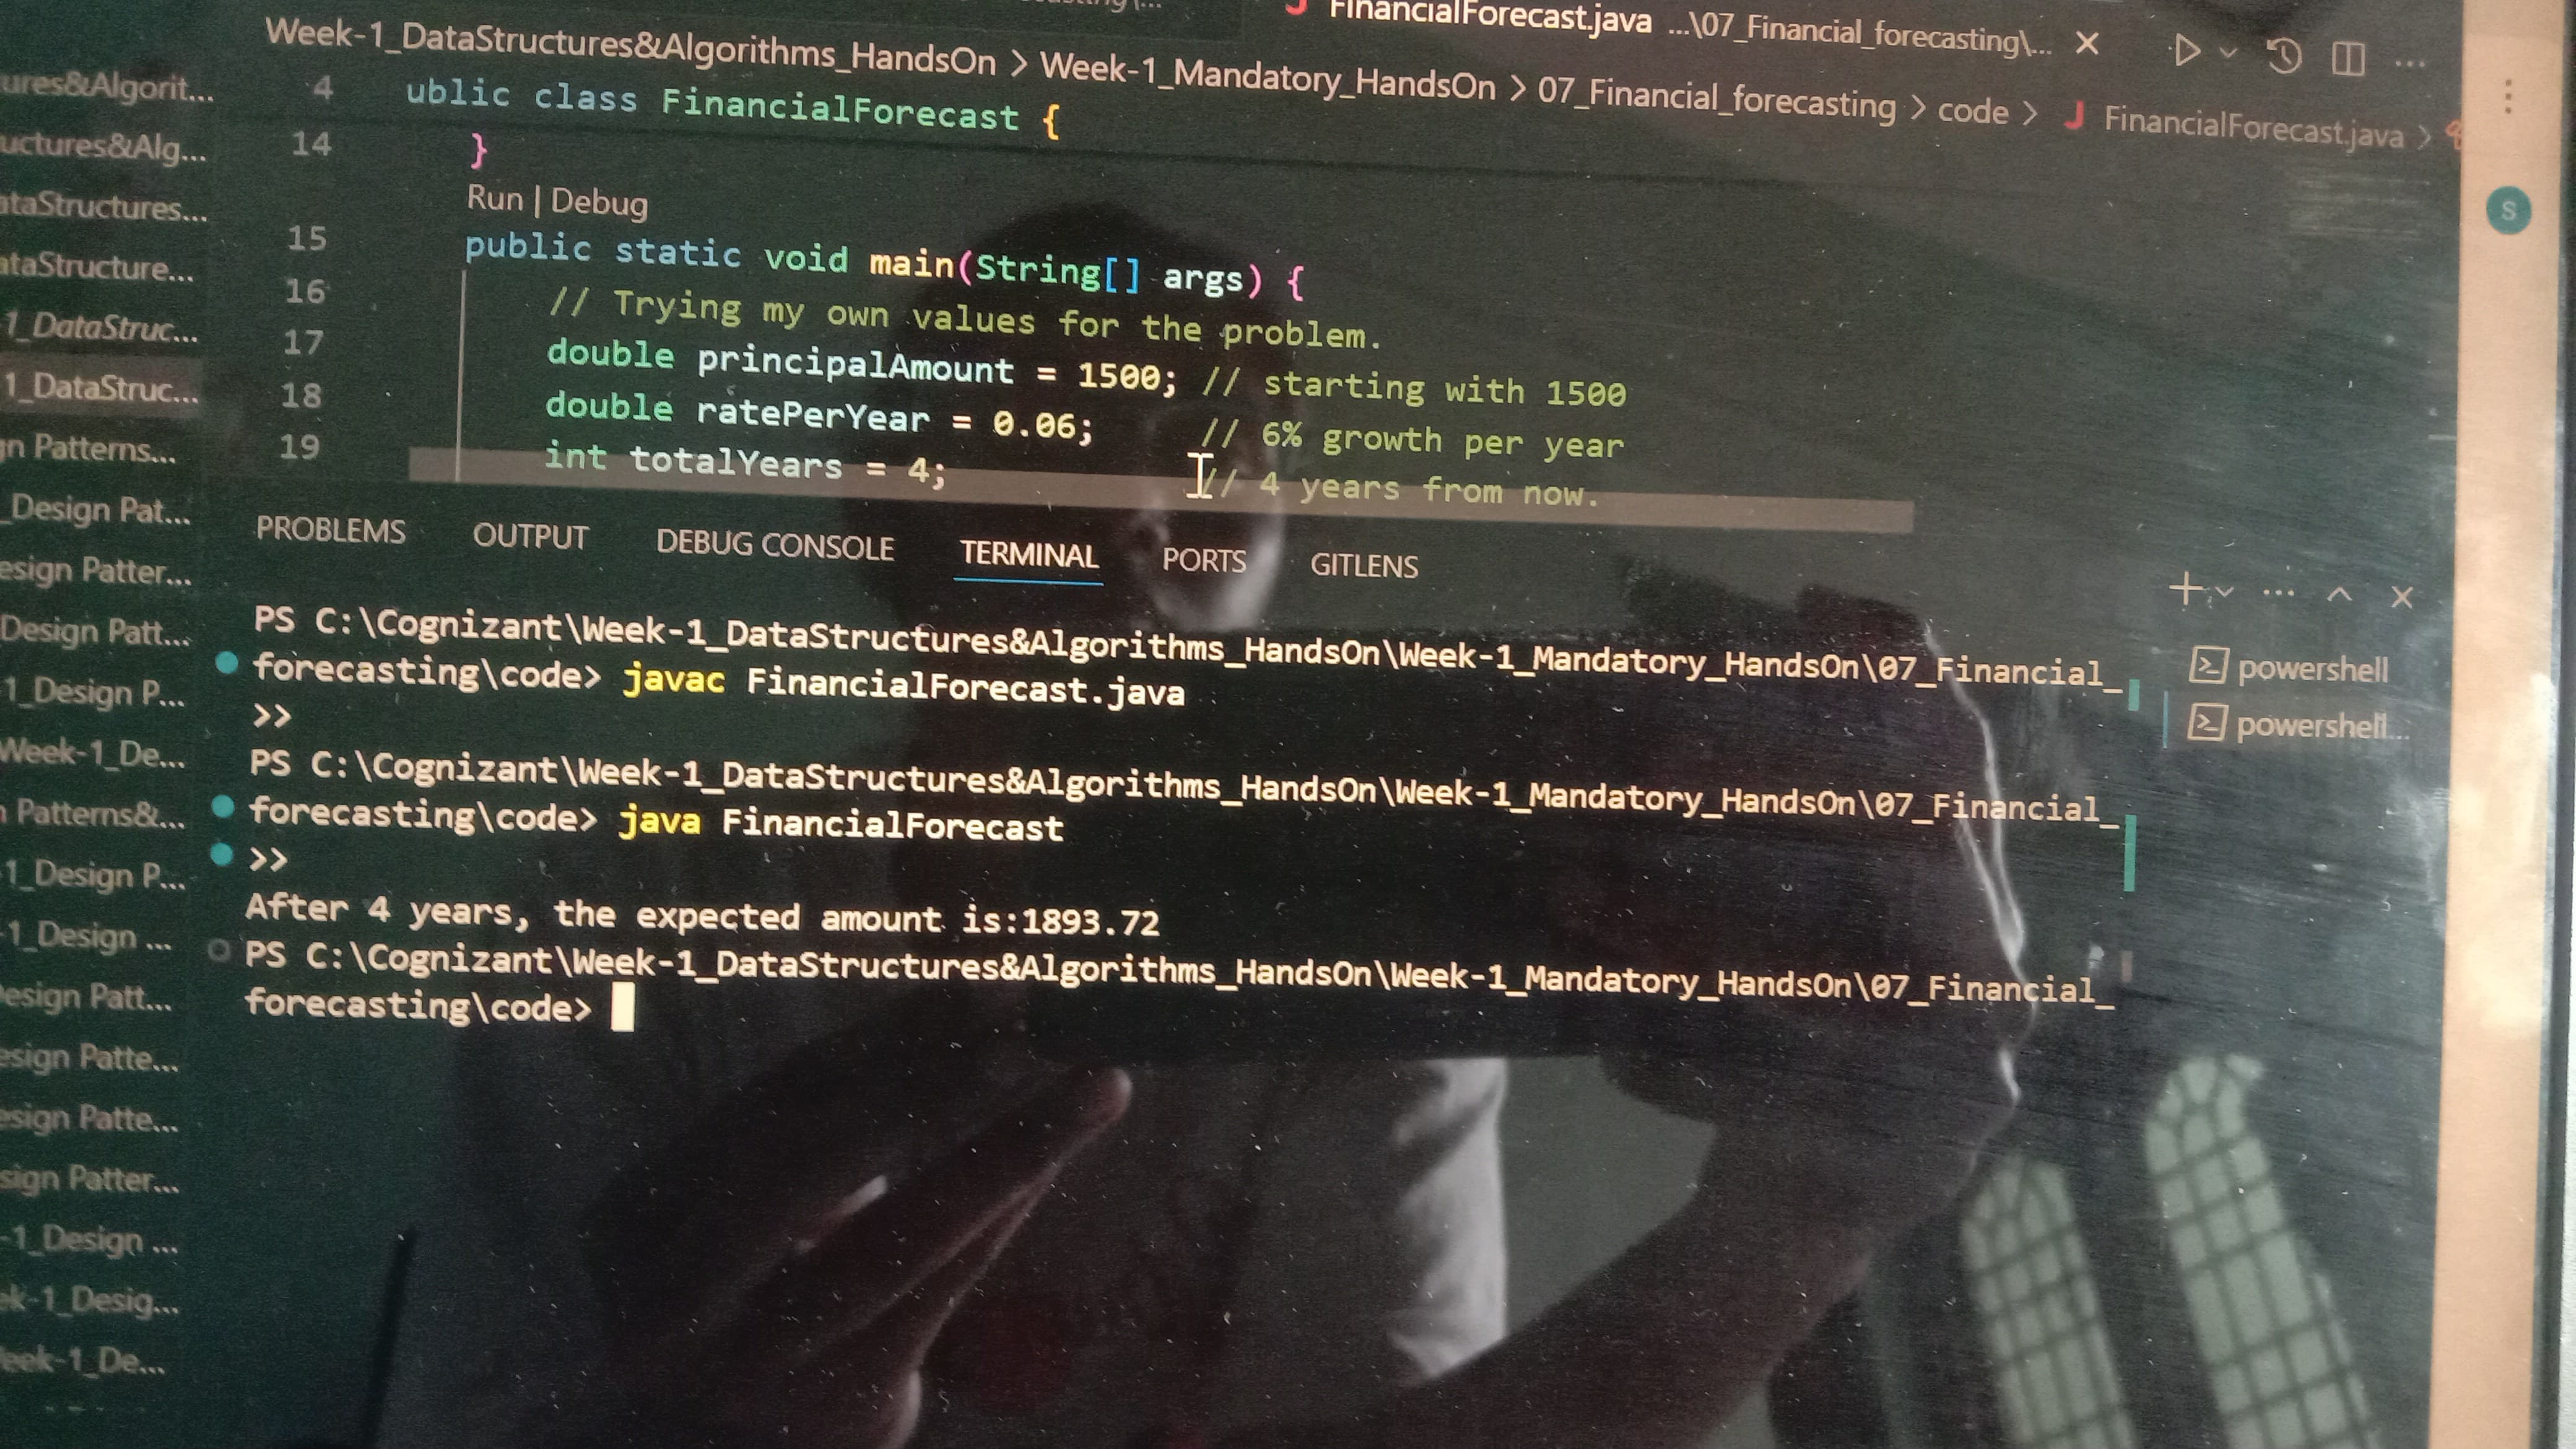 FinancialForecast.java ...\07_Financial_forecasting\...
Week-1_DataStructures&Algorithms_HandsOn > Week-1_Mandatory_HandsOn > 07_Financial_forecasting > code > J FinancialForecast.java >
4 ublic class FinancialForecast {
14 }
Run | Debug
15 public static void main(String[] args) {
16 // Trying my own values for the problem.
17 double principalAmount = 1500; // starting with 1500
18 double ratePerYear = 0.06; // 6% growth per year
19 int totalYears = 4; // 4 years from now.
S
PROBLEMS OUTPUT DEBUG CONSOLE TERMINAL PORTS GITLENS
PS C:\Cognizant\Week-1_DataStructures&Algorithms_HandsOn\Week-1_Mandatory_HandsOn\07_Financial_
forecasting\code> javac FinancialForecast.java
>>
PS C:\Cognizant\Week-1_DataStructures&Algorithms_HandsOn\Week-1_Mandatory_HandsOn\07_Financial_
forecasting\code> java FinancialForecast
>>
After 4 years, the expected amount is:1893.72
PS C:\Cognizant\Week-1_DataStructures&Algorithms_HandsOn\Week-1_Mandatory_HandsOn\07_Financial_
forecasting\code>
powershell
powershell...
ures&Algorit...
uctures&Alg...
ataStructures...
ataStructure...
1_DataStruc...
1_DataStruc...
gn Patterns...
_Design Pat...
esign Patter...
Design Patt...
1_Design P...
Week-1_De...
Patterns&...
1_Design P...
-1_Design ...
esign Patt...
esign Patte...
esign Patte...
sign Patter...
-1_Design ...
ek-1_Desig...
eek-1_De...